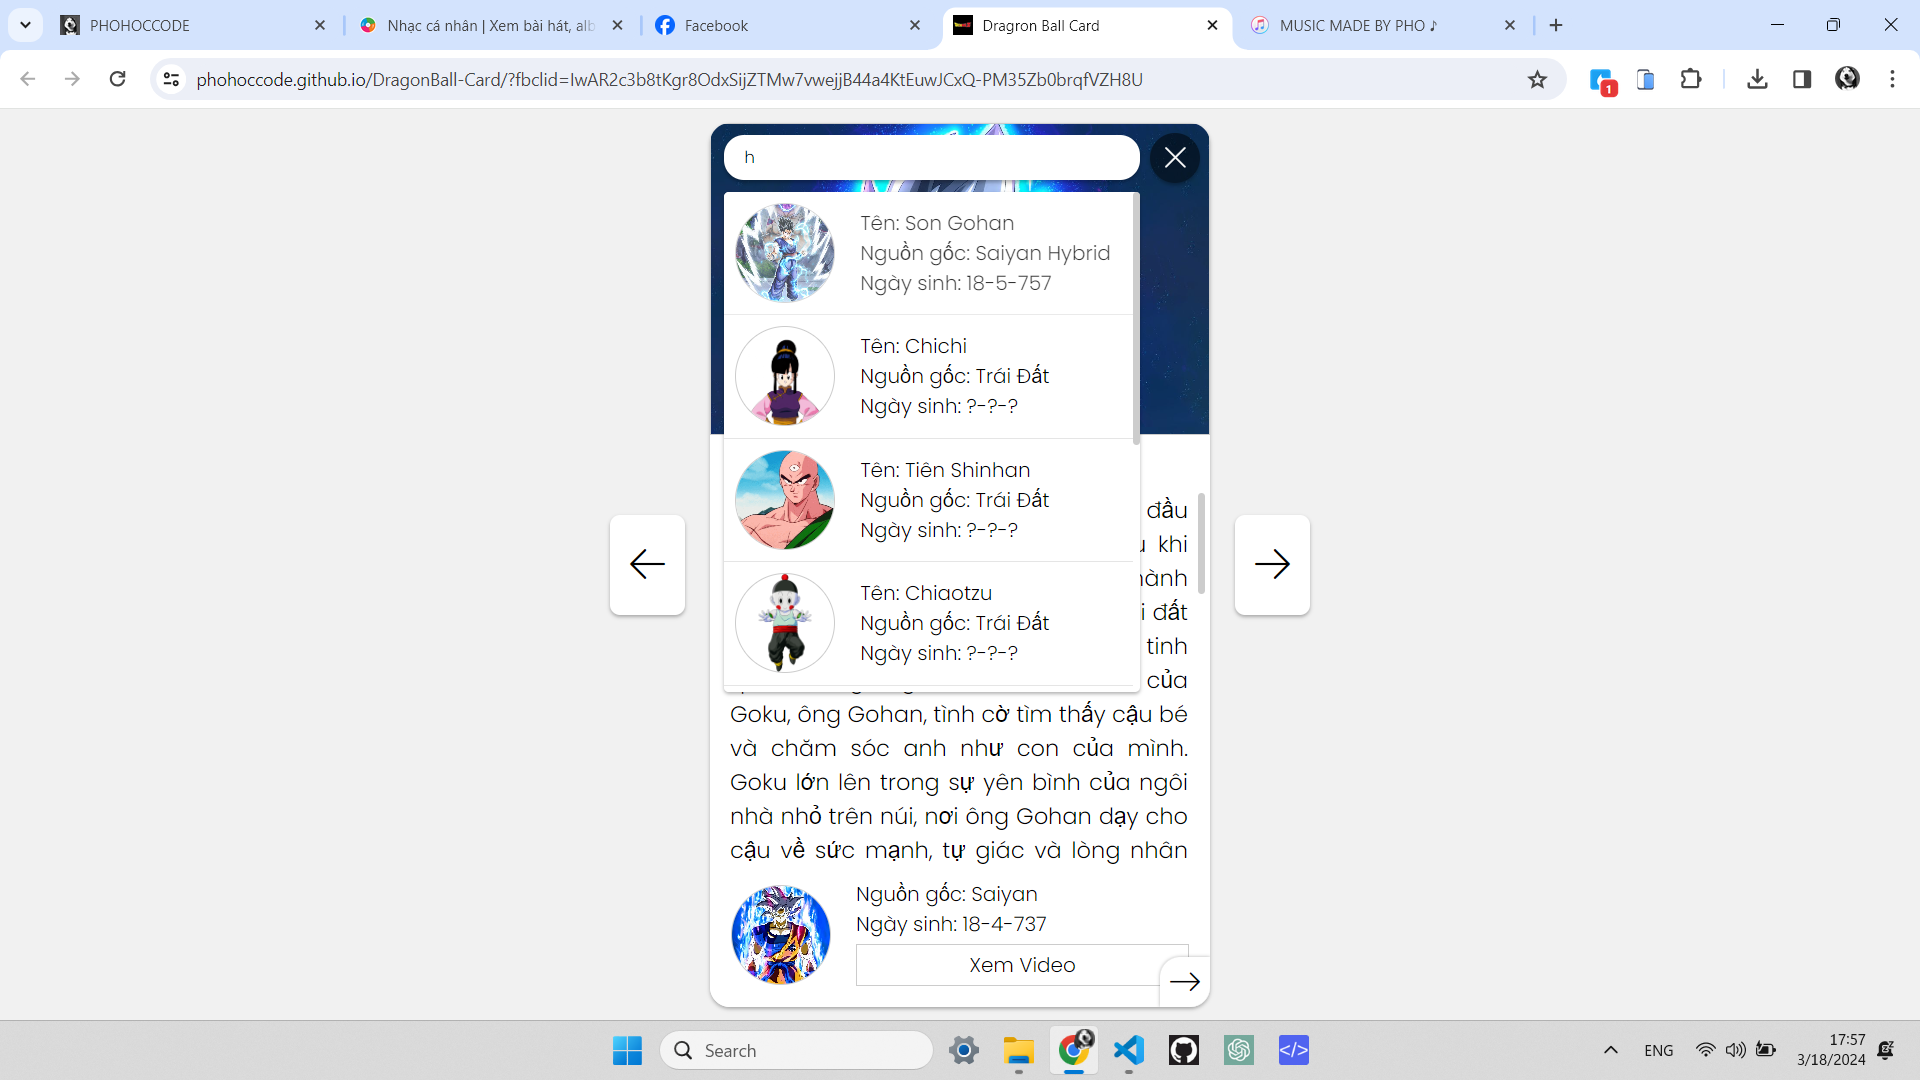 PHOHOCCODE
Nhạc cá nhân | Xem bài hát, alb
Facebook
Dragron Ball Card
MUSIC MADE BY PHO ♪
phohoccode.github.io/DragonBall-Card/?fbclid=IwAR2c3b8tKgr8OdxSijZTMw7vwejjB44a4KtEuwJCxQ-PM35Zb0brqfVZH8U
1
h
Tên: Son Gohan
Nguồn gốc: Saiyan Hybrid
Ngày sinh: 18-5-757
Tên: Chichi
Nguồn gốc: Trái Đất
Ngày sinh: ?-?-?
Tên: Tiên Shinhan
Nguồn gốc: Trái Đất
Ngày sinh: ?-?-?
Tên: Chiaotzu
Nguồn gốc: Trái Đất
Ngày sinh: ?-?-?
đầu
khi
đất
tinh
của
Goku, ông Gohan, tình cờ tìm thấy cậu bé
và chăm sóc anh như con của mình.
Goku lớn lên trong sự yên bình của ngôi
nhà nhỏ trên núi, nơi ông Gohan dạy cho
cậu về sức mạnh, tự giác và lòng nhân
Nguồn gốc: Saiyan
Ngày sinh: 18-4-737
Xem Video
Search
ENG
17:57
3/18/2024